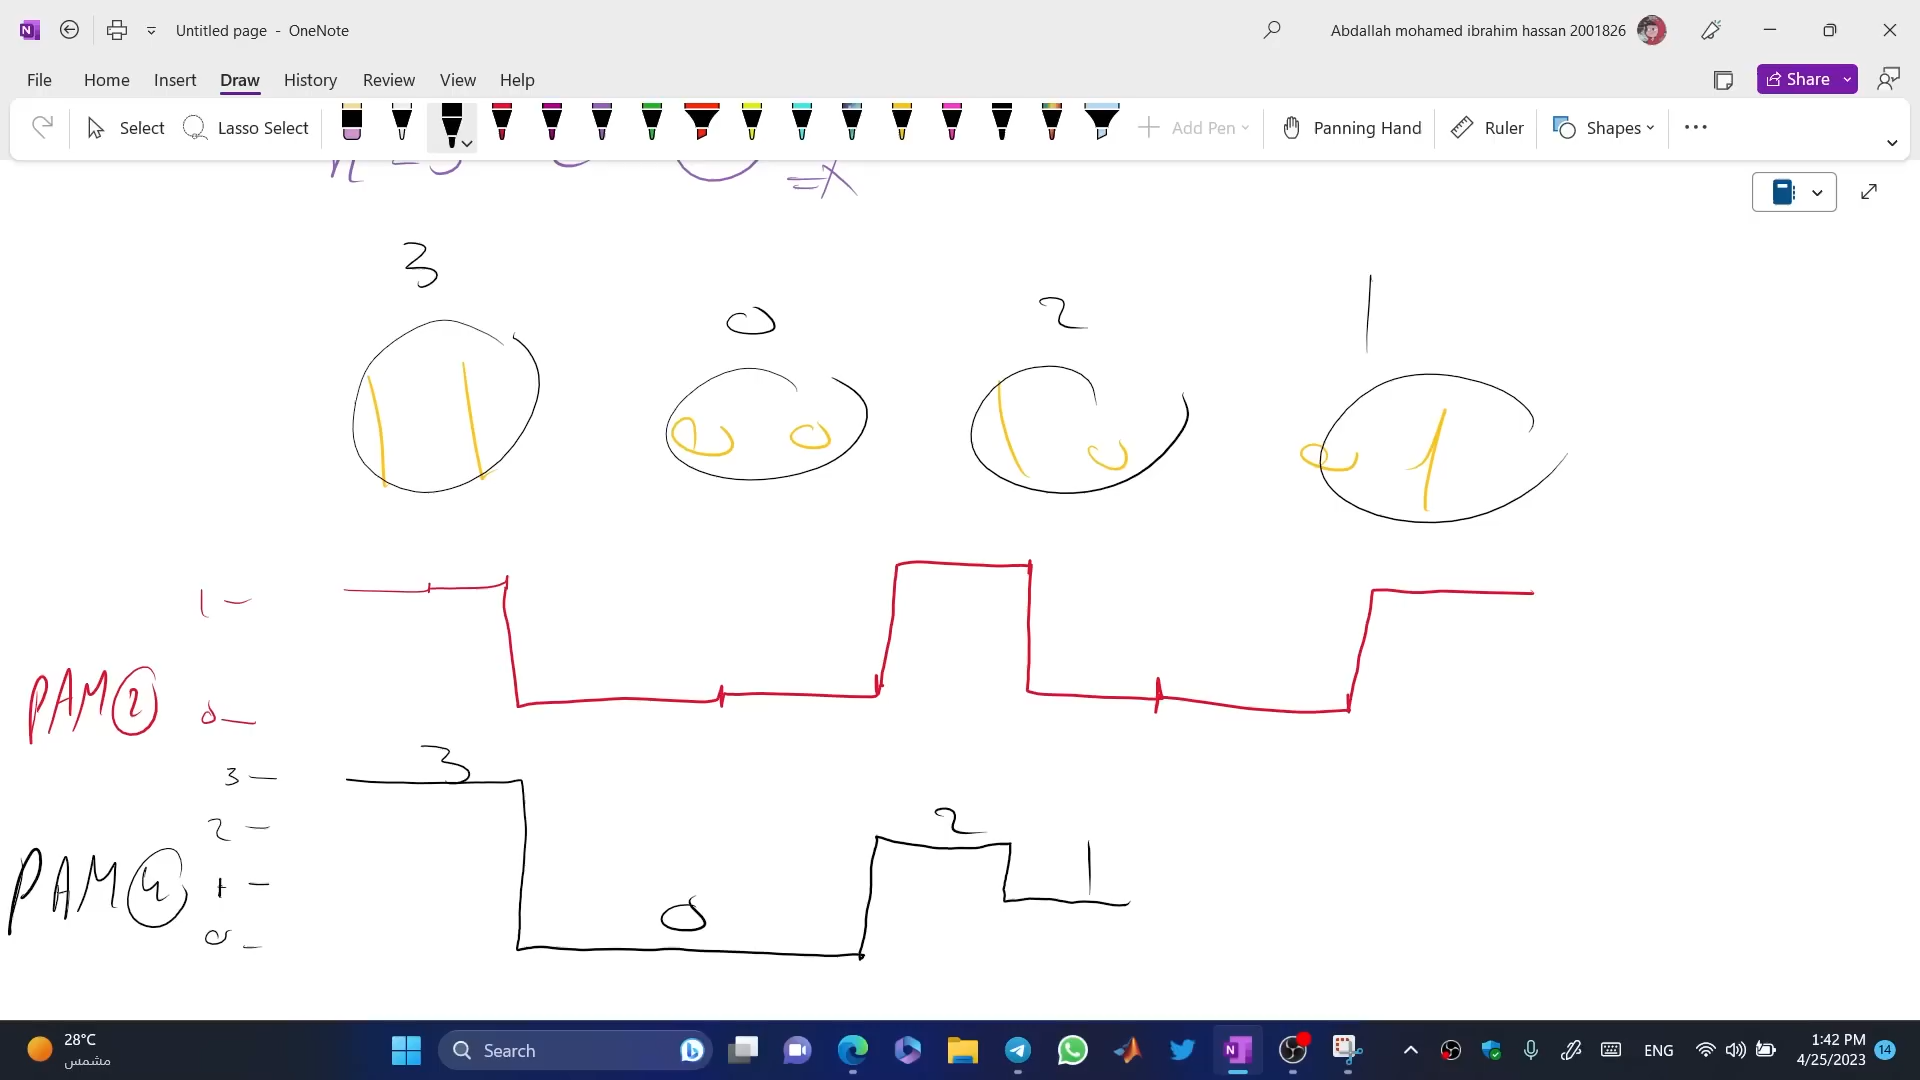 Untitled page - OneNote
Abdallah mohamed ibrahim hassan 2001826
File Home Insert Draw History Review View Help
Share
Select
Lasso Select
Add Pen
Panning Hand
Ruler
Shapes
3 0 2 1
11 00 10 01
1 -
PAM 2
0 -
3
3 -
2 -
2
PAM 4
1 -
1
0
0 -
28°C
مشمس
Search
ENG
1:42 PM
4/25/2023
14